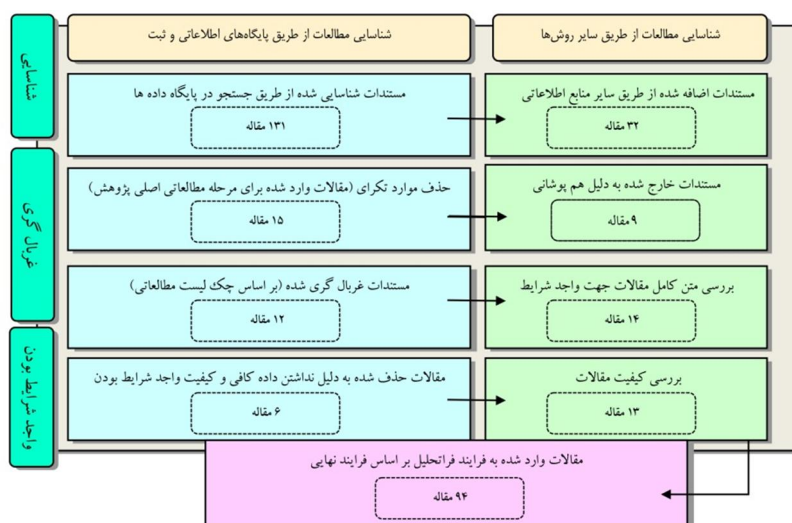 شناسایی مطالعات از طریق سایر روش‌ها
شناسایی مطالعات از طریق پایگاه‌های اطلاعاتی و ثبت
شناسایی
مستندات شناسایی شده از طریق جستجو در پایگاه داده ها
۱۳۱ مقاله
مستندات اضافه شده از طریق سایر منابع اطلاعاتی
۳۲ مقاله
غربال گری
حذف موارد تکرای (مقالات وارد شده برای مرحله مطالعاتی اصلی پژوهش)
۱۵ مقاله
مستندات خارج شده به دلیل هم پوشانی
۹ مقاله
مستندات غربال گری شده (بر اساس چک لیست مطالعاتی)
۱۲ مقاله
بررسی متن کامل مقالات جهت واجد شرایط
۱۴ مقاله
واجد شرایط بودن
مقالات حذف شده به دلیل نداشتن داده کافی و کیفیت واجد شرایط بودن
۶ مقاله
بررسی کیفیت مقالات
۱۳ مقاله
مقالات وارد شده به فرایند فراتحلیل بر اساس فرایند نهایی
۹۴ مقاله